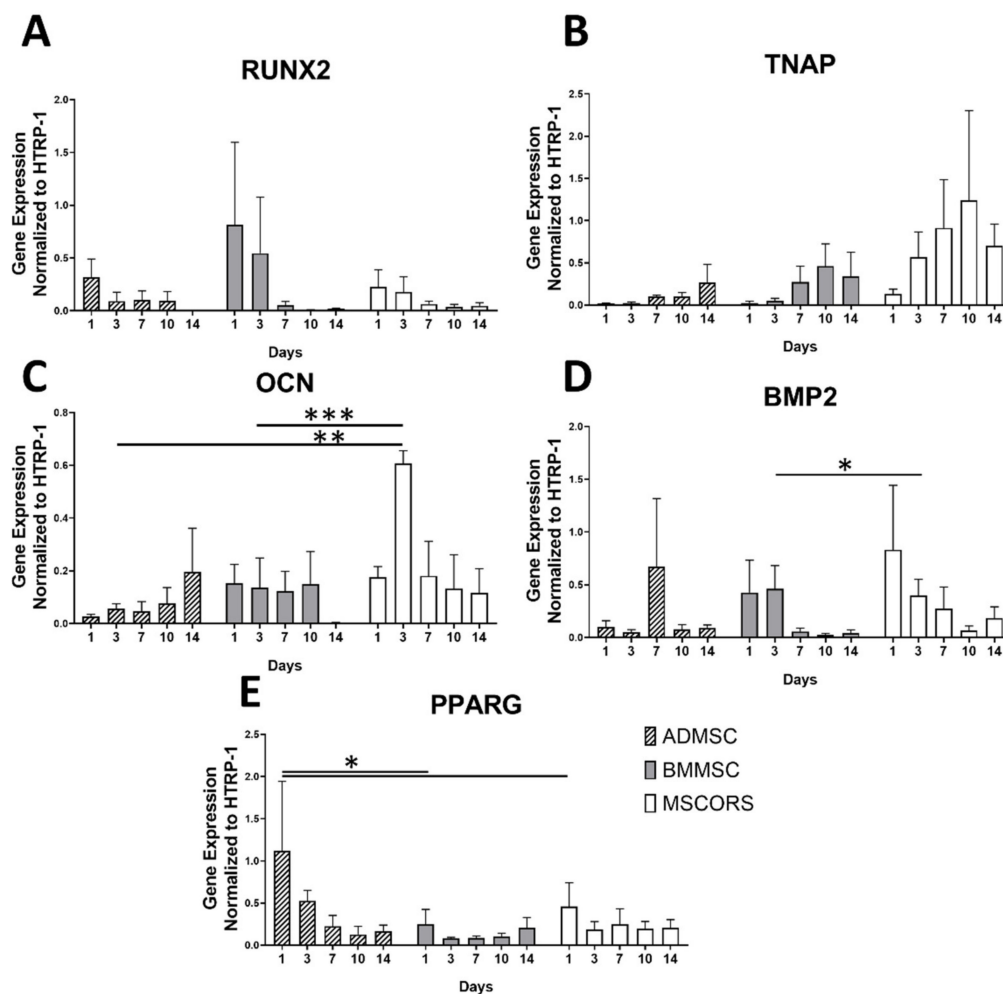 A
RUNX2
Gene Expression
Normalized to HTRP-1
2.0
1.5
1.0
0.5
0.0
1 3 7 10 14 1 3 7 10 14 1 3 7 10 14
Days
B
TNAP
Gene Expression
Normalized to HTRP-1
2.5
2.0
1.5
1.0
0.5
0.0
1 3 7 10 14 1 3 7 10 14 1 3 7 10 14
Days
C
OCN
Gene Expression
Normalized to HTRP-1
0.8
0.6
0.4
0.2
0.0
***
**
1 3 7 10 14 1 3 7 10 14 1 3 7 10 14
Days
D
BMP2
Gene Expression
Normalized to HTRP-1
2.0
1.5
1.0
0.5
0.0
*
1 3 7 10 14 1 3 7 10 14 1 3 7 10 14
Days
E
PPARG
Gene Expression
Normalized to HTRP-1
2.5
2.0
1.5
1.0
0.5
0.0
*
1 3 7 10 14 1 3 7 10 14 1 3 7 10 14
Days
ADMSC
BMMSC
MSCORS